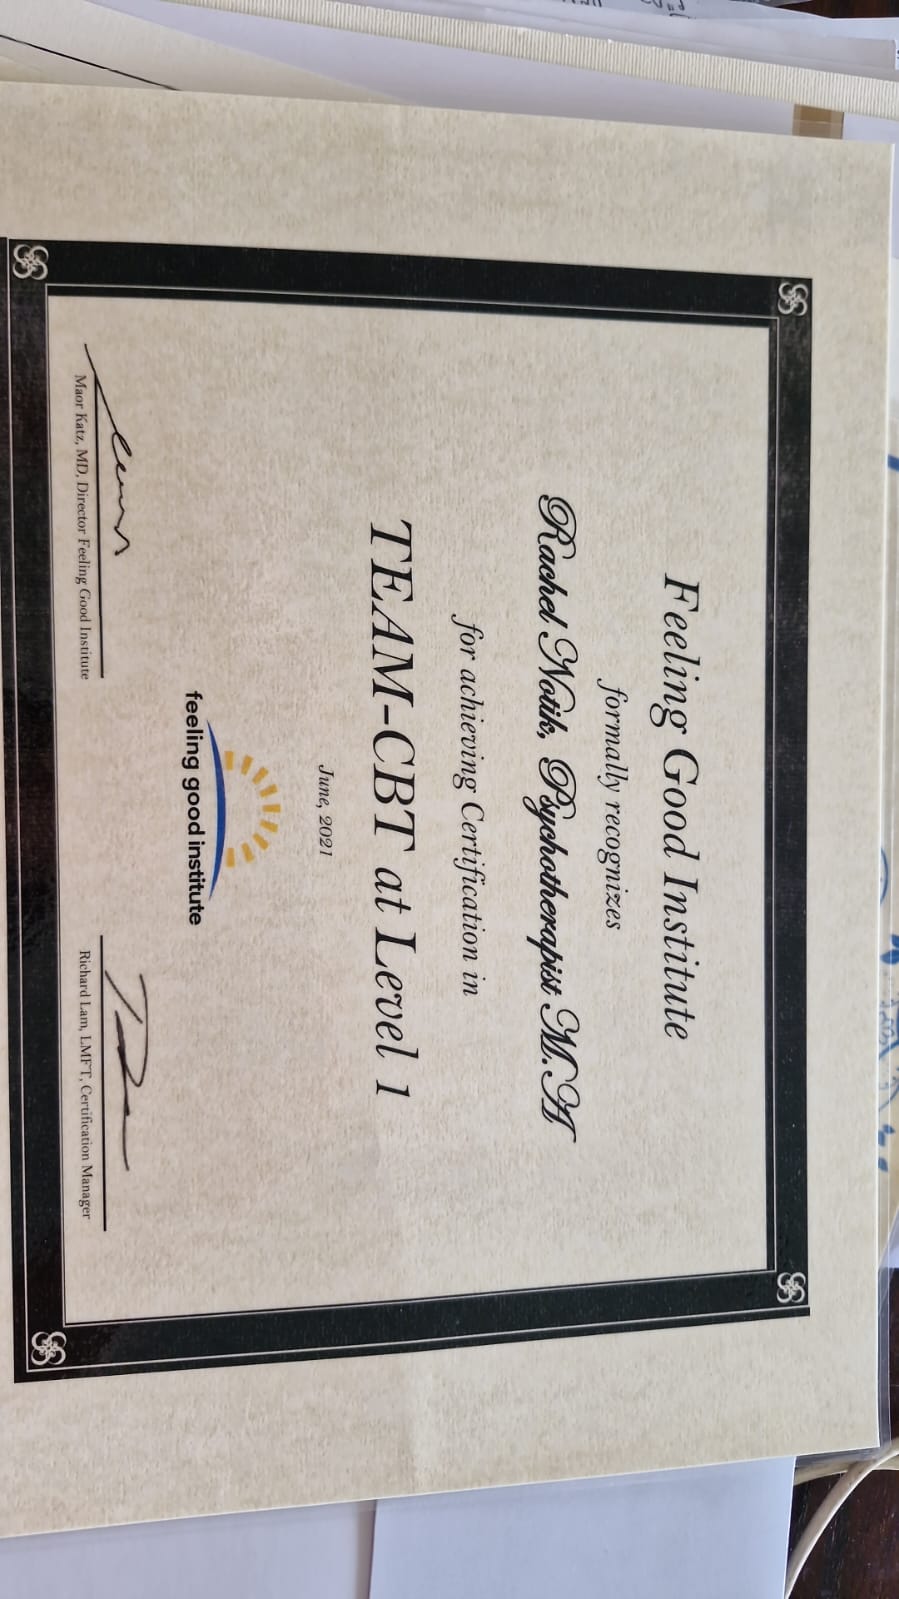 Feeling Good Institute
formally recognizes
Rachel Notik, Psychotherapist M.A
for achieving Certification in
TEAM-CBT at Level 1
June, 2021
feeling good institute
Maor Katz, MD, Director Feeling Good Institute
Richard Lam, LMFT, Certification Manager